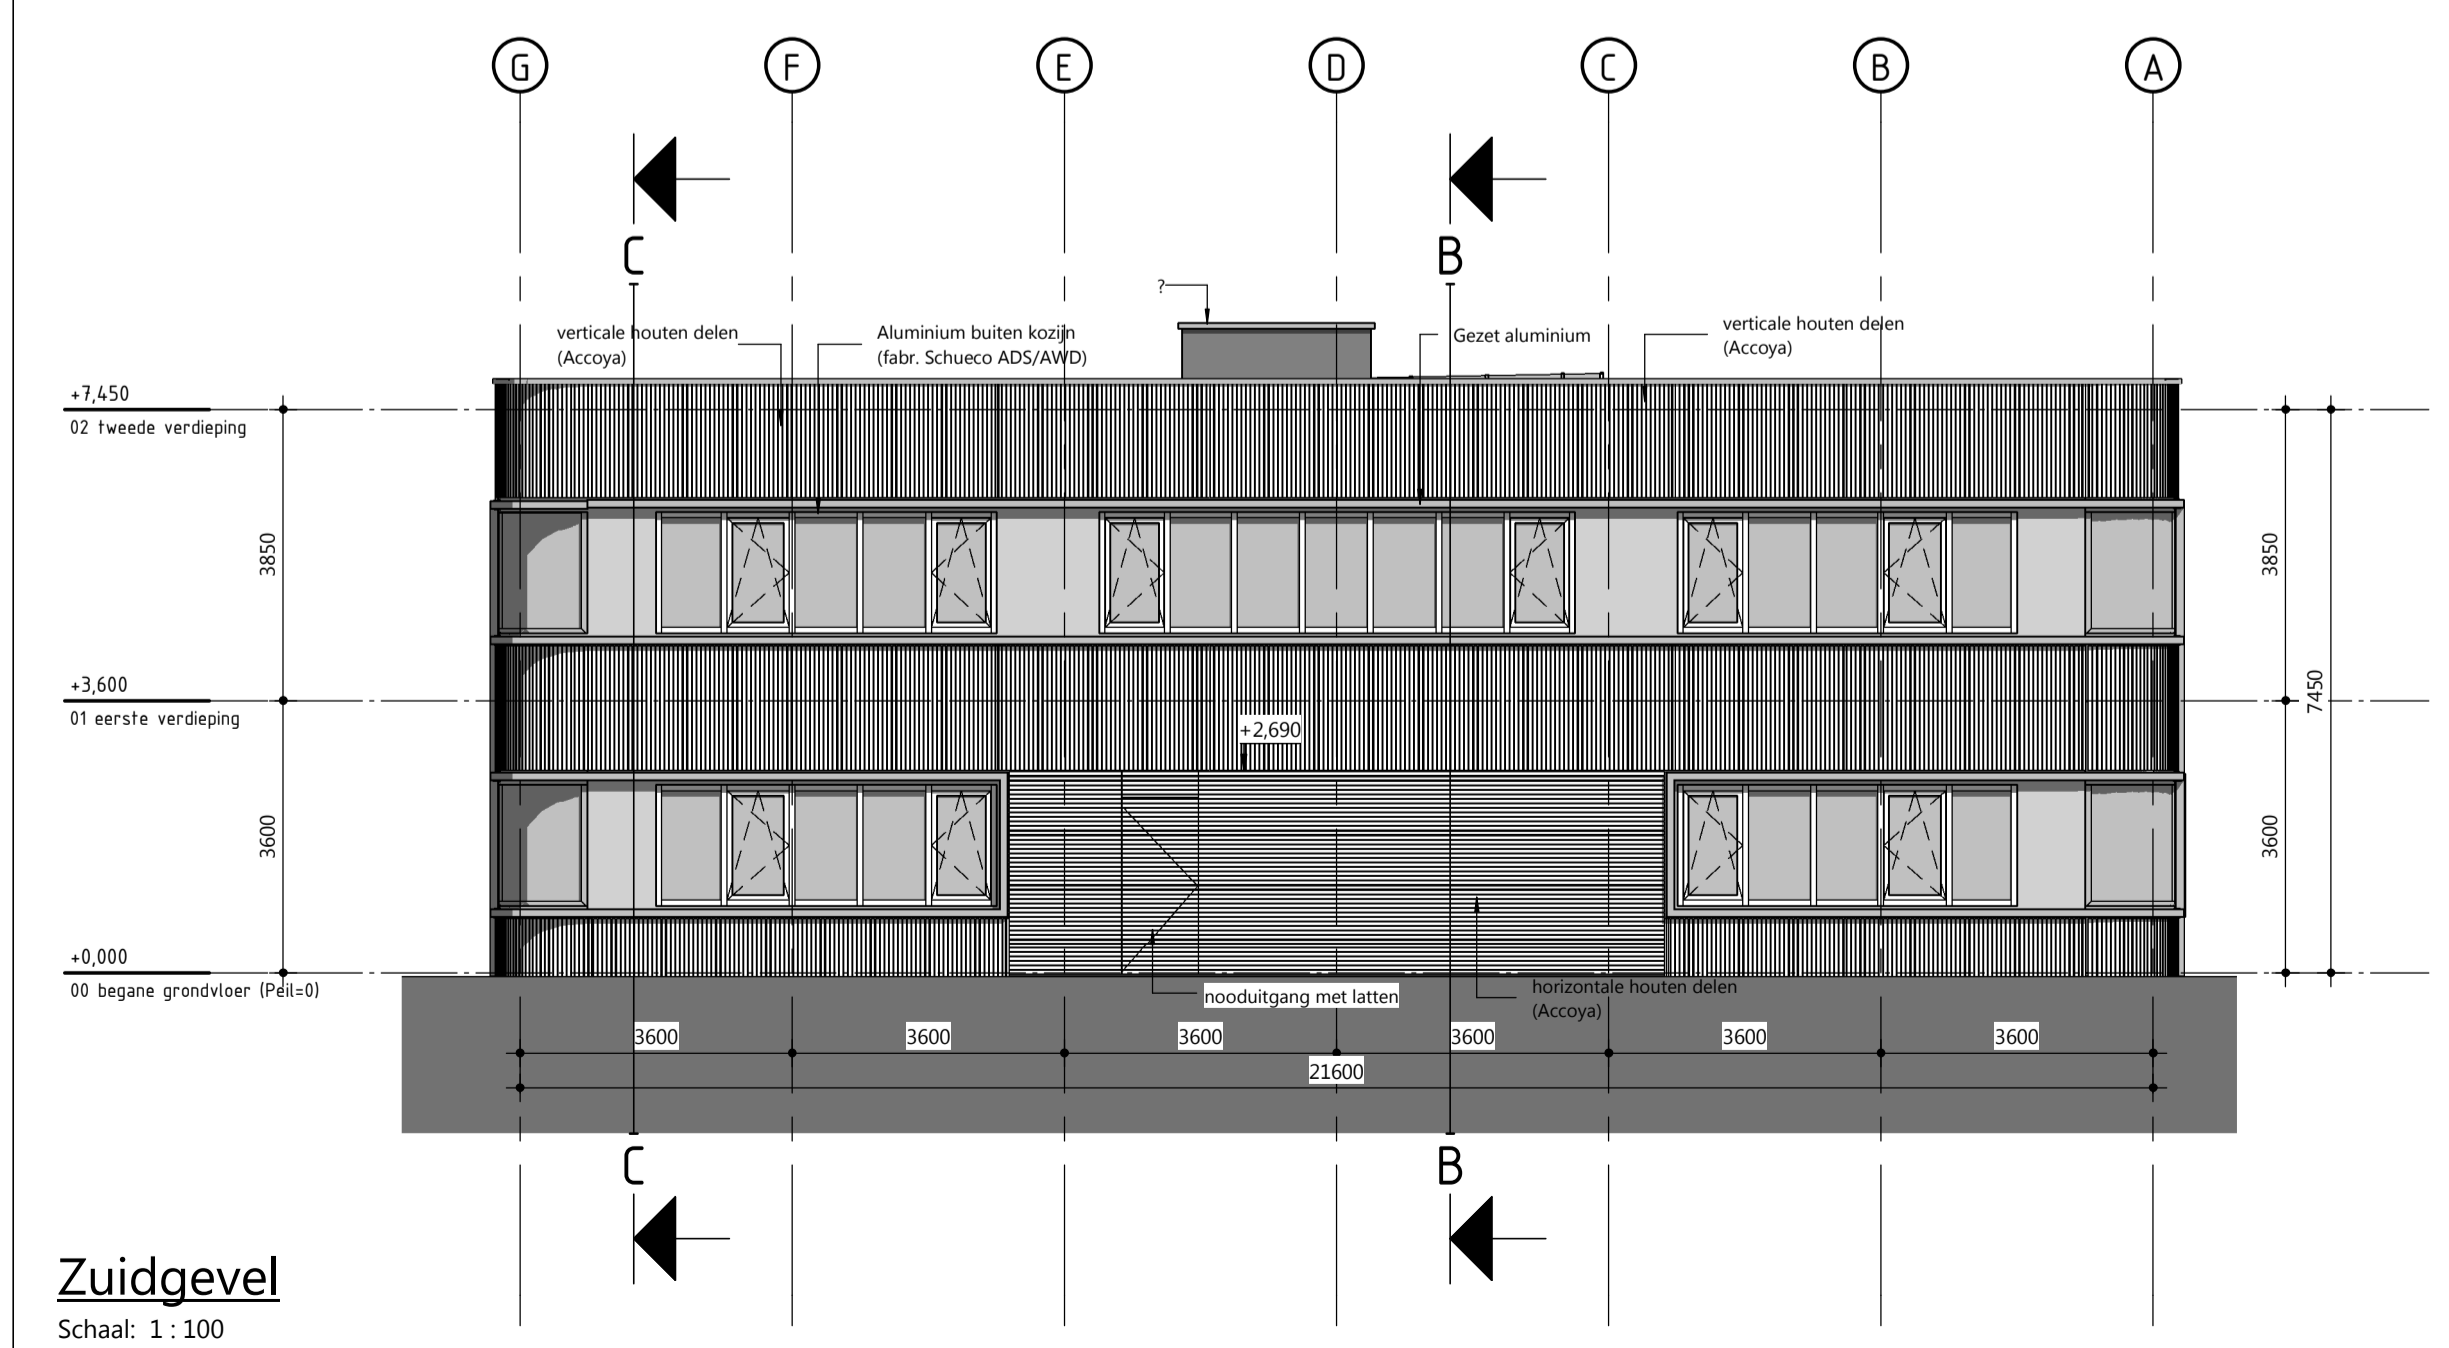 G F E D C B A
C B
?
verticale houten delen
(Accoya)
Aluminium buiten kozijn
(fabr. Schueco ADS/AWD)
Gezet aluminium
verticale houten delen
(Accoya)
+7,450
02 tweede verdieping
3850
3850
+3,600
01 eerste verdieping
7450
+2,690
3600
3600
+0,000
00 begane grondvloer (Peil=0)
nooduitgang met latten
horizontale houten delen
(Accoya)
3600 3600 3600 3600 3600 3600
21600
C B
Zuidgevel
Schaal: 1 : 100